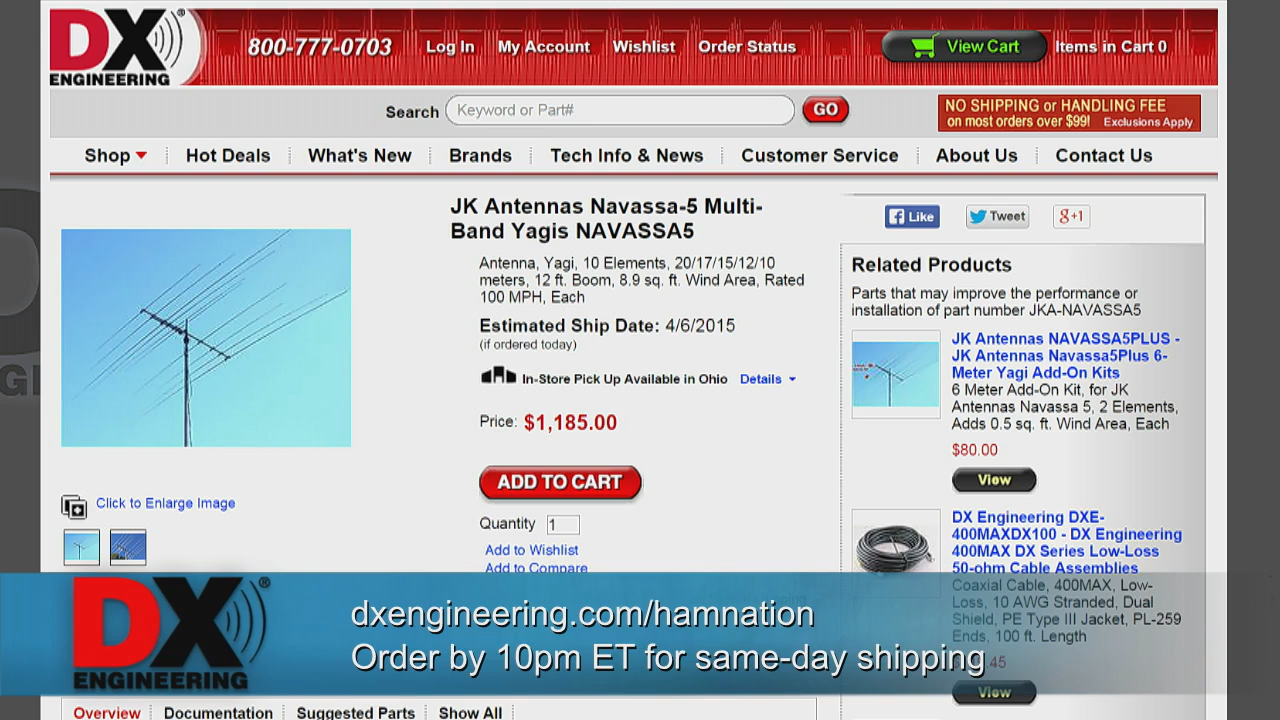 DX ®
ENGINEERING
800-777-0703
Log In
My Account
Wishlist
Order Status
View Cart
Items in Cart 0
Search
Keyword or Part#
GO
NO SHIPPING or HANDLING FEE
on most orders over $99! Exclusions Apply
Shop
Hot Deals
What's New
Brands
Tech Info & News
Customer Service
About Us
Contact Us
JK Antennas Navassa-5 Multi-
Band Yagis NAVASSA5
Antenna, Yagi, 10 Elements, 20/17/15/12/10
meters, 12 ft. Boom, 8.9 sq. ft. Wind Area, Rated
100 MPH, Each
Estimated Ship Date: 4/6/2015
(if ordered today)
In-Store Pick Up Available in Ohio Details
Price: $1,185.00
ADD TO CART
Quantity 1
Add to Wishlist
Add to Compare
Click to Enlarge Image
Like
Tweet
g+1
Related Products
Parts that may improve the performance or
installation of part number JKA-NAVASSA5
JK Antennas NAVASSA5PLUS -
JK Antennas Navassa5Plus 6-
Meter Yagi Add-On Kits
6 Meter Add-On Kit, for JK
Antennas Navassa 5, 2 Elements,
Adds 0.5 sq. ft. Wind Area, Each
$80.00
View
DX Engineering DXE-
400MAXDX100 - DX Engineering
400MAX DX Series Low-Loss
50-ohm Cable Assemblies
Coaxial Cable, 400MAX, Low-
Loss, 10 AWG Stranded, Dual
Shield, PE Type III Jacket, PL-259
Ends, 100 ft. Length
.45
View
DX ®
ENGINEERING
dxengineering.com/hamnation
Order by 10pm ET for same-day shipping
Overview
Documentation
Suggested Parts
Show All